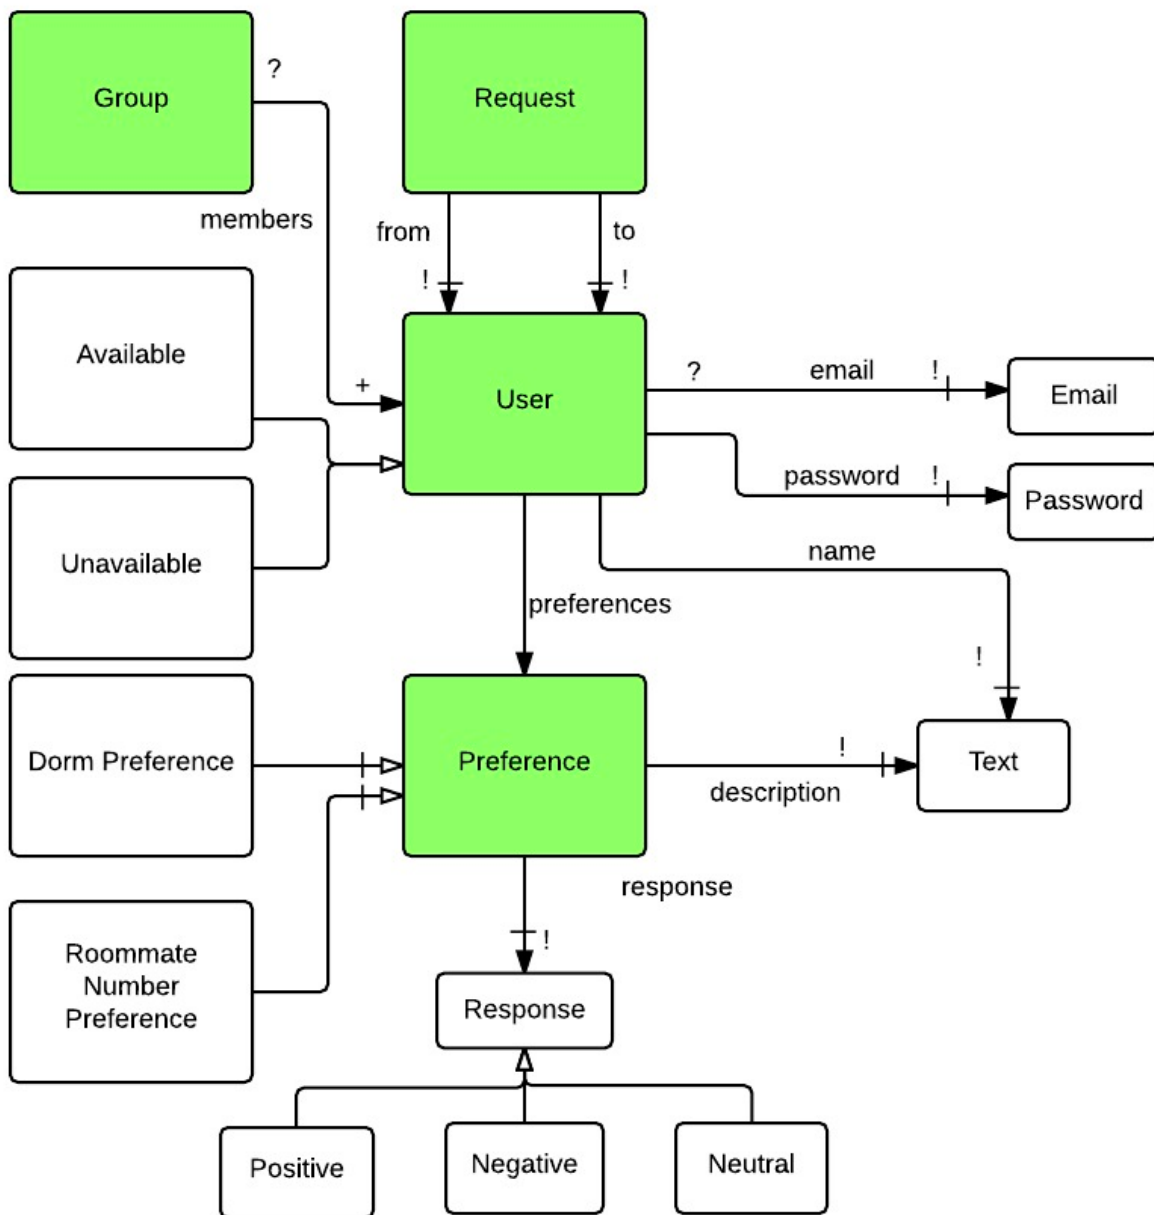 Group
?
Request
members
from
to
!
!
Available
+
User
?
email
!
Email
password
!
Password
Unavailable
name
preferences
!
Dorm Preference
Preference
!
description
Text
response
Roommate
Number
Preference
!
Response
Positive
Negative
Neutral